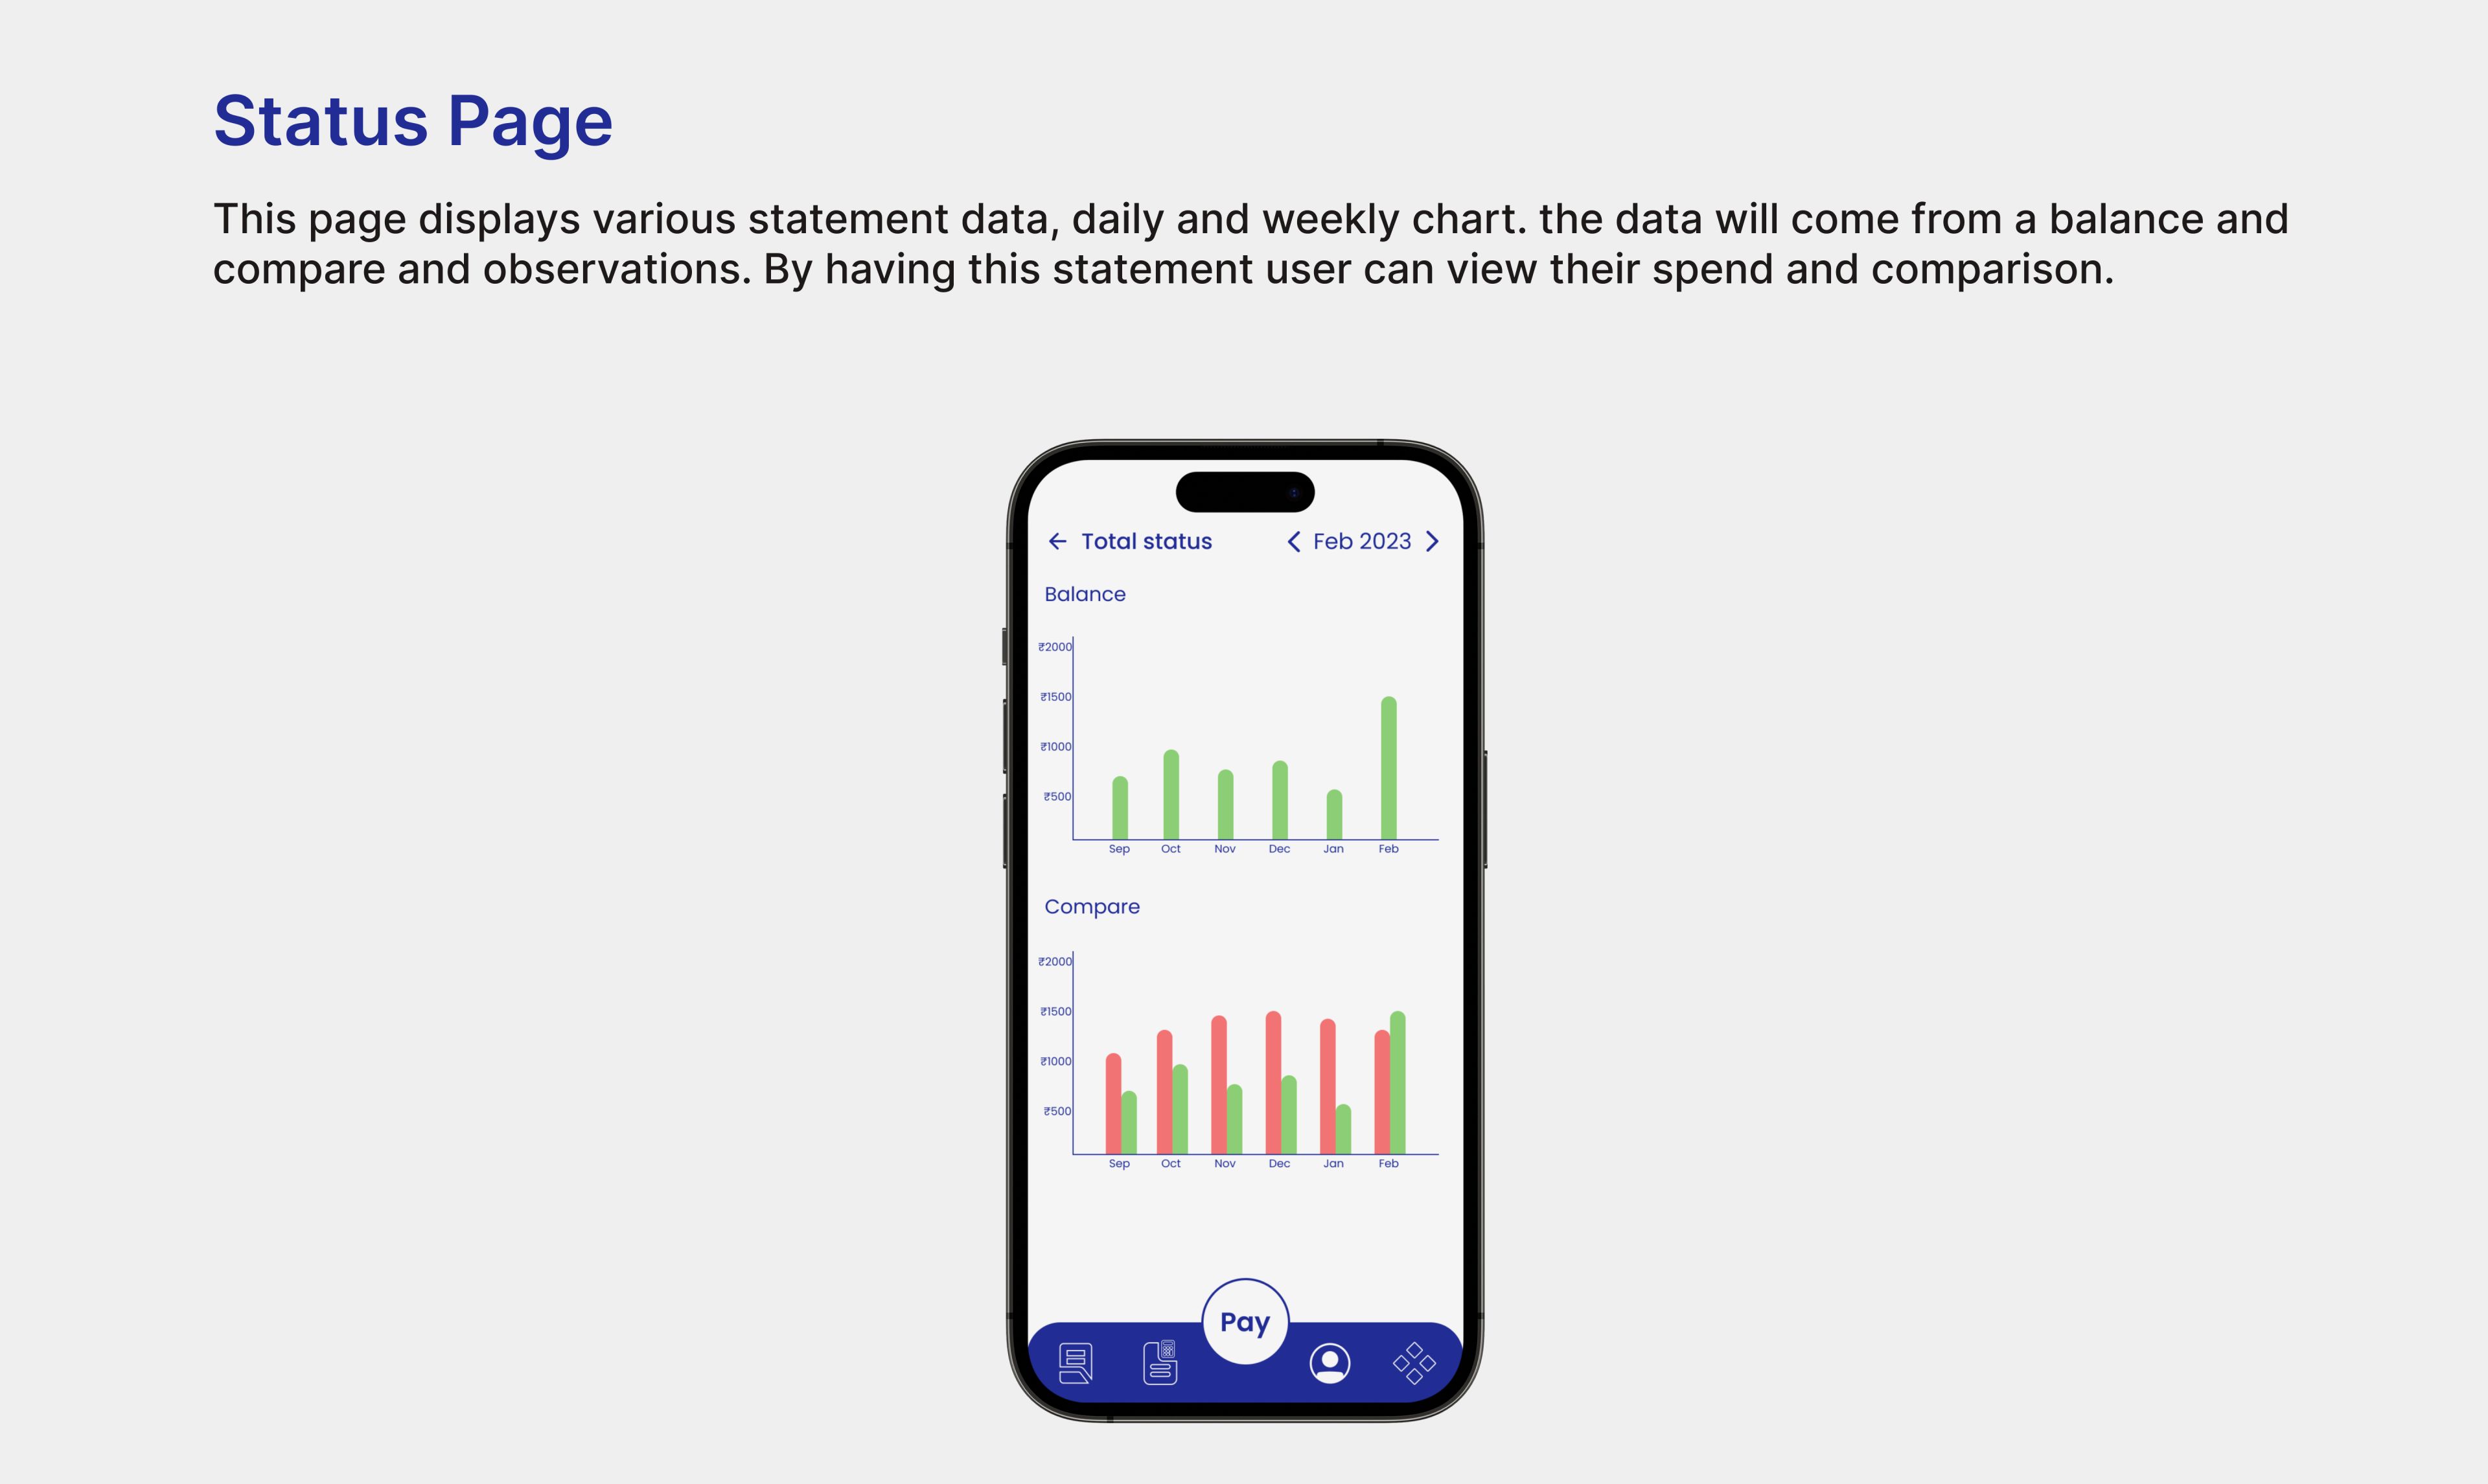 Status Page
This page displays various statement data, daily and weekly chart. the data will come from a balance and
compare and observations. By having this statement user can view their spend and comparison.
Total status
Feb 2023
Balance
₹2000
₹1500
₹1000
₹500
Sep Oct Nov Dec Jan Feb
Compare
₹2000
₹1500
₹1000
₹500
Sep Oct Nov Dec Jan Feb
Pay